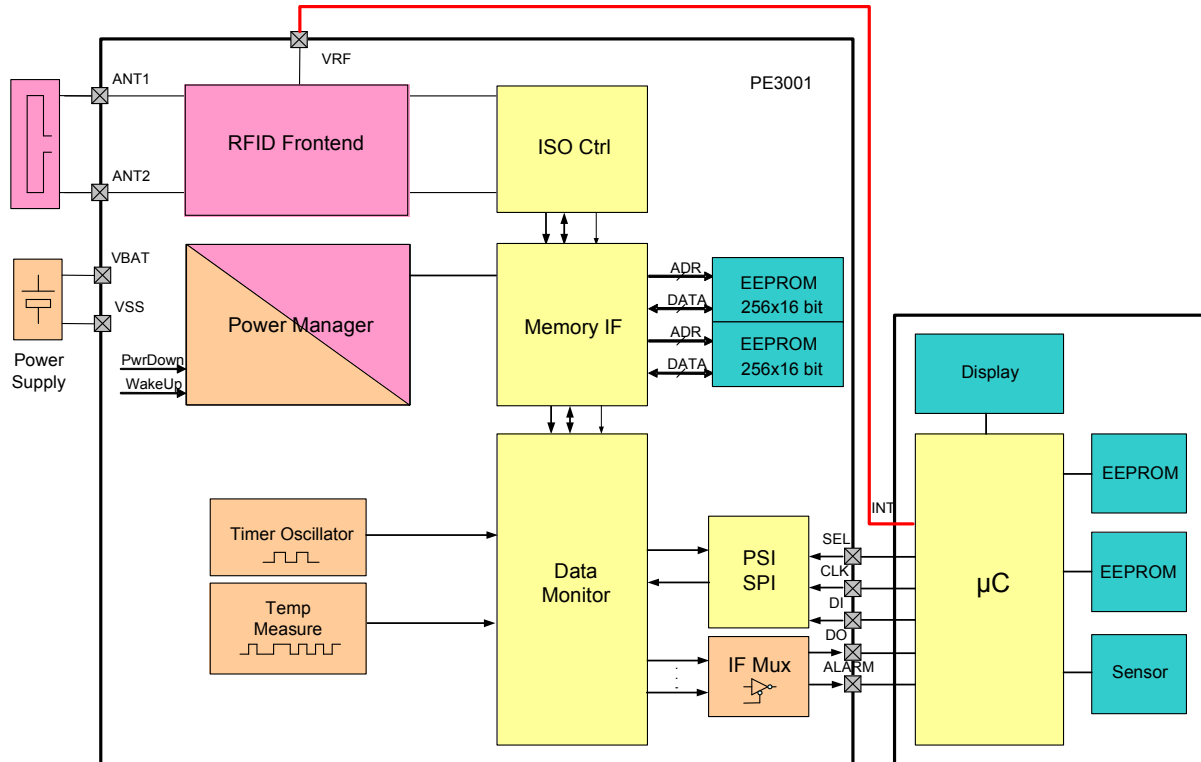 VRF
PE3001
ANT1
RFID Frontend
ISO Ctrl
ANT2
VBAT
VSS
Power
Supply
Power Manager
PwrDown
WakeUp
Memory IF
ADR
DATA
ADR
DATA
EEPROM
256x16 bit
EEPROM
256x16 bit
Display
Timer Oscillator
Temp
Measure
Data
Monitor
PSI
SPI
IF Mux
INT
SEL
CLK
DI
DO
ALARM
µC
EEPROM
EEPROM
Sensor